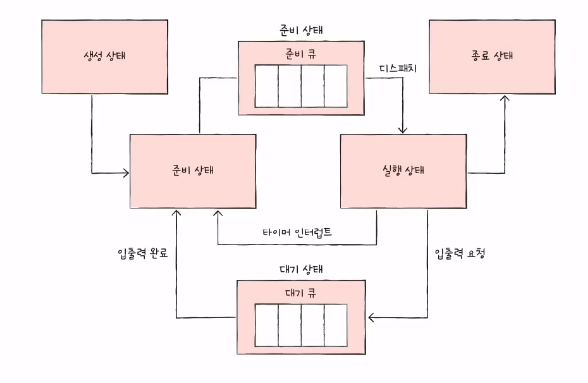 준비 상태
생성 상태
준비 큐
종료 상태
디스패치
준비 상태
실행 상태
타이머 인터럽트
입출력 완료
입출력 요청
대기 상태
대기 큐